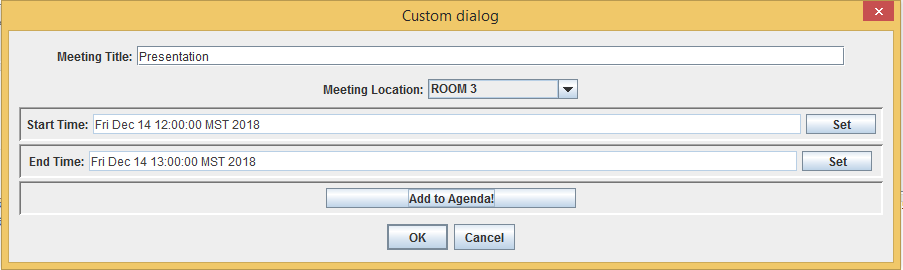 Custom dialog
Meeting Title: Presentation
Meeting Location: ROOM 3
Start Time: Fri Dec 14 12:00:00 MST 2018 Set
End Time: Fri Dec 14 13:00:00 MST 2018 Set
Add to Agenda!
OK Cancel